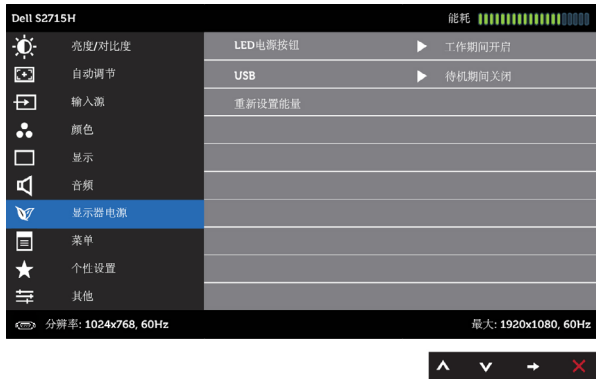 Dell S2715H 能耗
亮度/对比度 LED电源按钮 工作期间开启
自动调节 USB 待机期间关闭
输入源 重新设置能量
颜色
显示
音频
显示器电源
菜单
个性设置
其他
分辨率: 1024x768, 60Hz 最大: 1920x1080, 60Hz